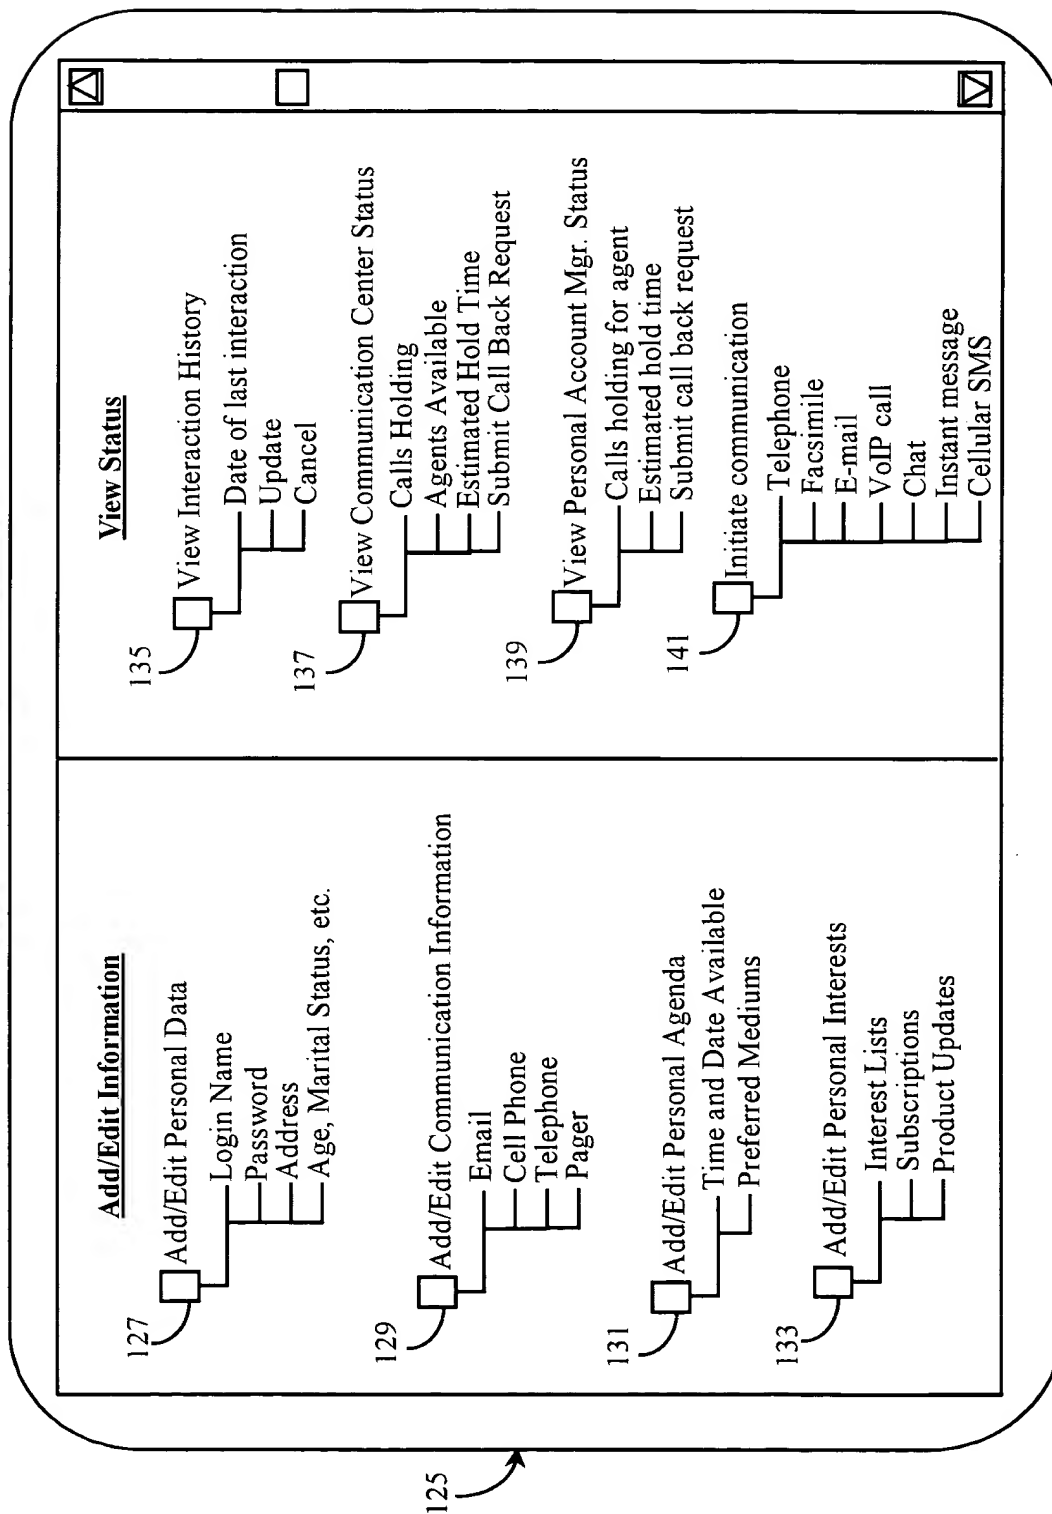 Add/Edit Information
127
Add/Edit Personal Data
Login Name
Password
Address
Age, Marital Status, etc.
129
Add/Edit Communication Information
Email
Cell Phone
Telephone
Pager
131
Add/Edit Personal Agenda
Time and Date Available
Preferred Mediums
133
Add/Edit Personal Interests
Interest Lists
Subscriptions
Product Updates
View Status
135
View Interaction History
Date of last interaction
Update
Cancel
137
View Communication Center Status
Calls Holding
Agents Available
Estimated Hold Time
Submit Call Back Request
139
View Personal Account Mgr. Status
Calls holding for agent
Estimated hold time
Submit call back request
141
Initiate communication
Telephone
Facsimile
E-mail
VoIP call
Chat
Instant message
Cellular SMS
125